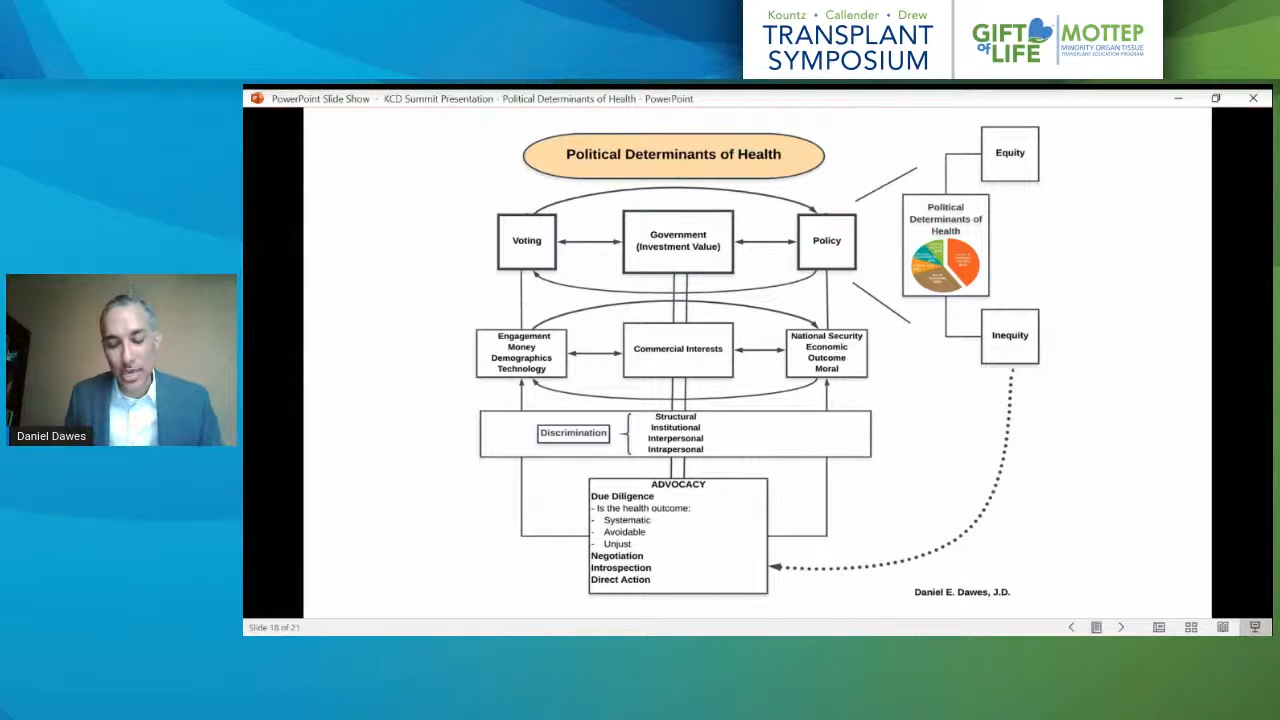 Kountz • Callender • Drew
TRANSPLANT
SYMPOSIUM
GIFT
of LIFE
MOTTEP
MINORITY ORGAN TISSUE
TRANSPLANT EDUCATION PROGRAM
PowerPoint Slide Show - KCD Summit Presentation - Political Determinants of Health - PowerPoint
Political Determinants of Health
Voting
Government
(Investment Value)
Policy
Equity
Political
Determinants of
Health
Inequity
Engagement
Money
Demographics
Technology
Commercial Interests
National Security
Economic
Outcome
Moral
Discrimination
Structural
Institutional
Interpersonal
Intrapersonal
ADVOCACY
Due Diligence
- Is the health outcome:
- Systematic
- Avoidable
- Unjust
Negotiation
Introspection
Direct Action
Daniel E. Dawes, J.D.
Slide 18 of 21
Daniel Dawes